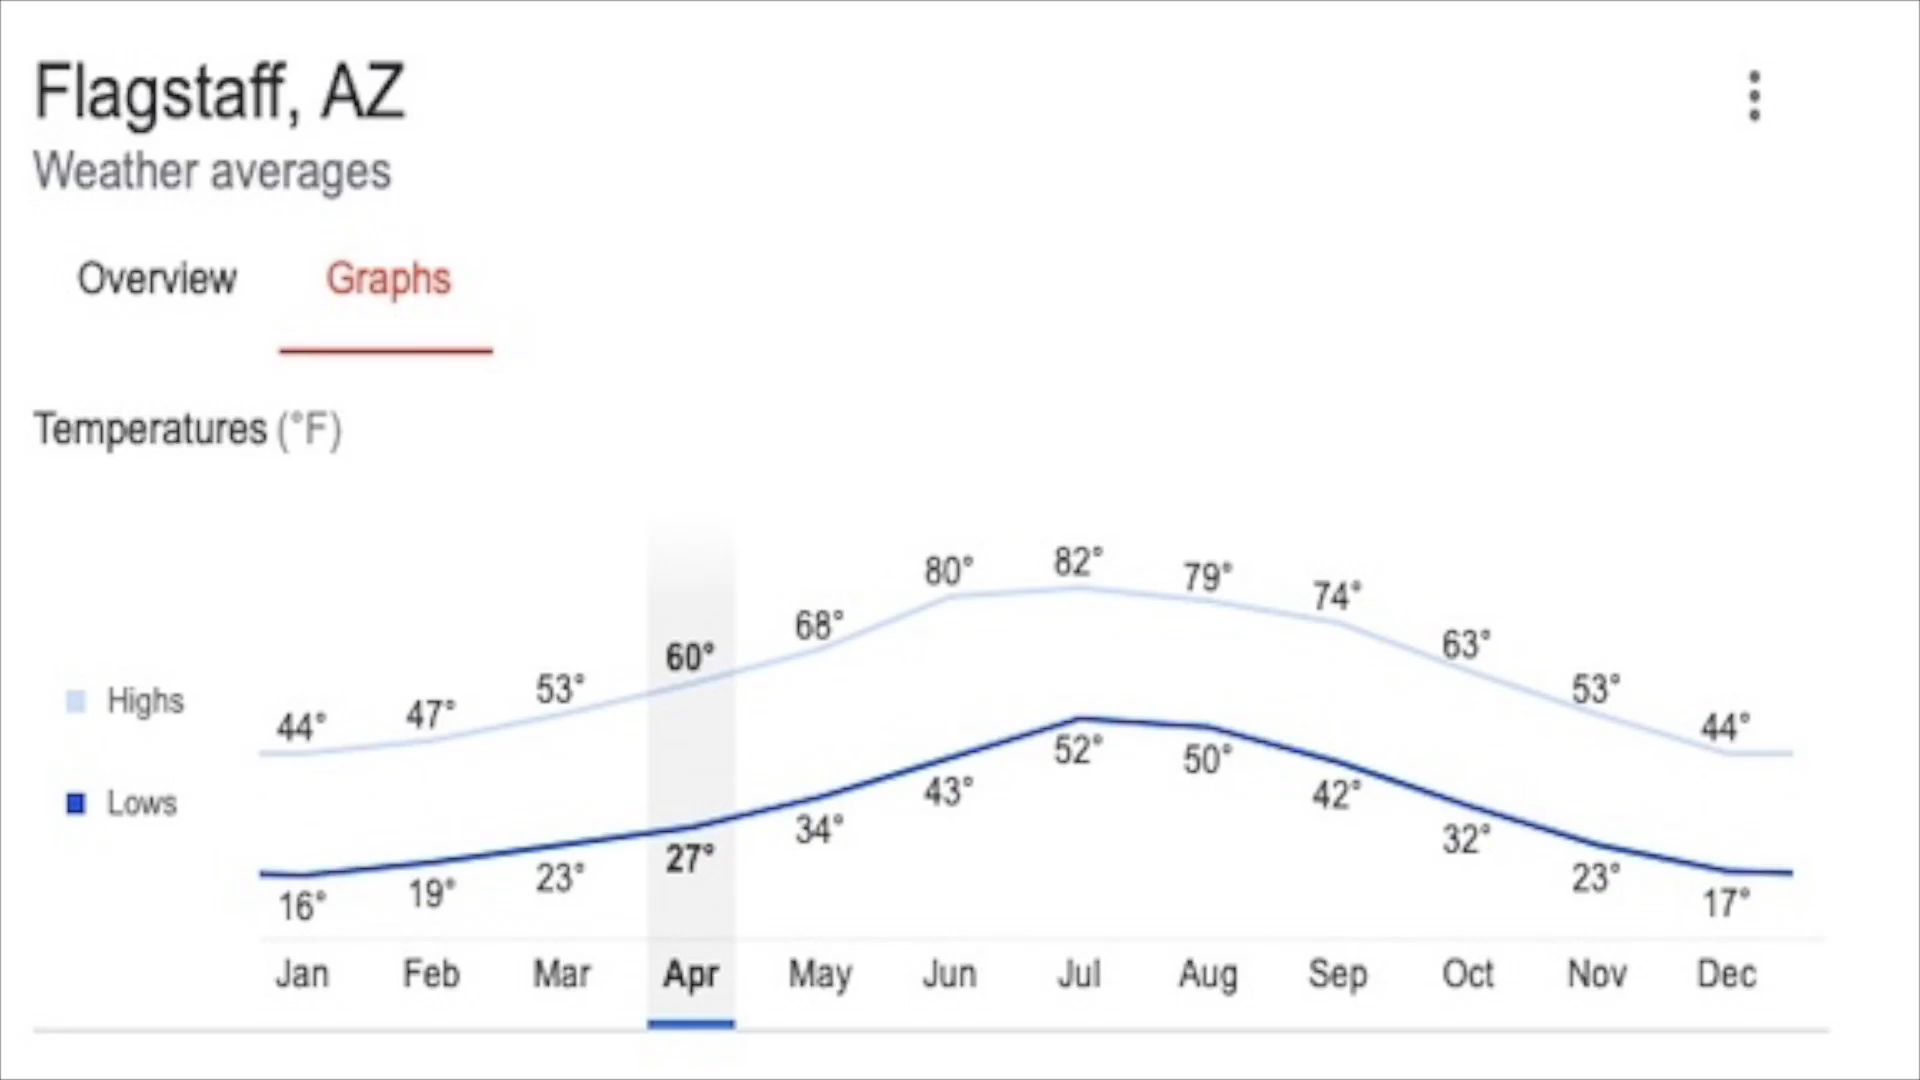 Flagstaff, AZ
Weather averages
Overview Graphs
Temperatures (°F)
80° 82° 79° 74°
68° 63°
60°
53° 53°
Highs 44° 47° 44°
52° 50°
Lows 43° 42°
34° 32°
27°
23° 23°
16° 19° 17°
Jan Feb Mar Apr May Jun Jul Aug Sep Oct Nov Dec